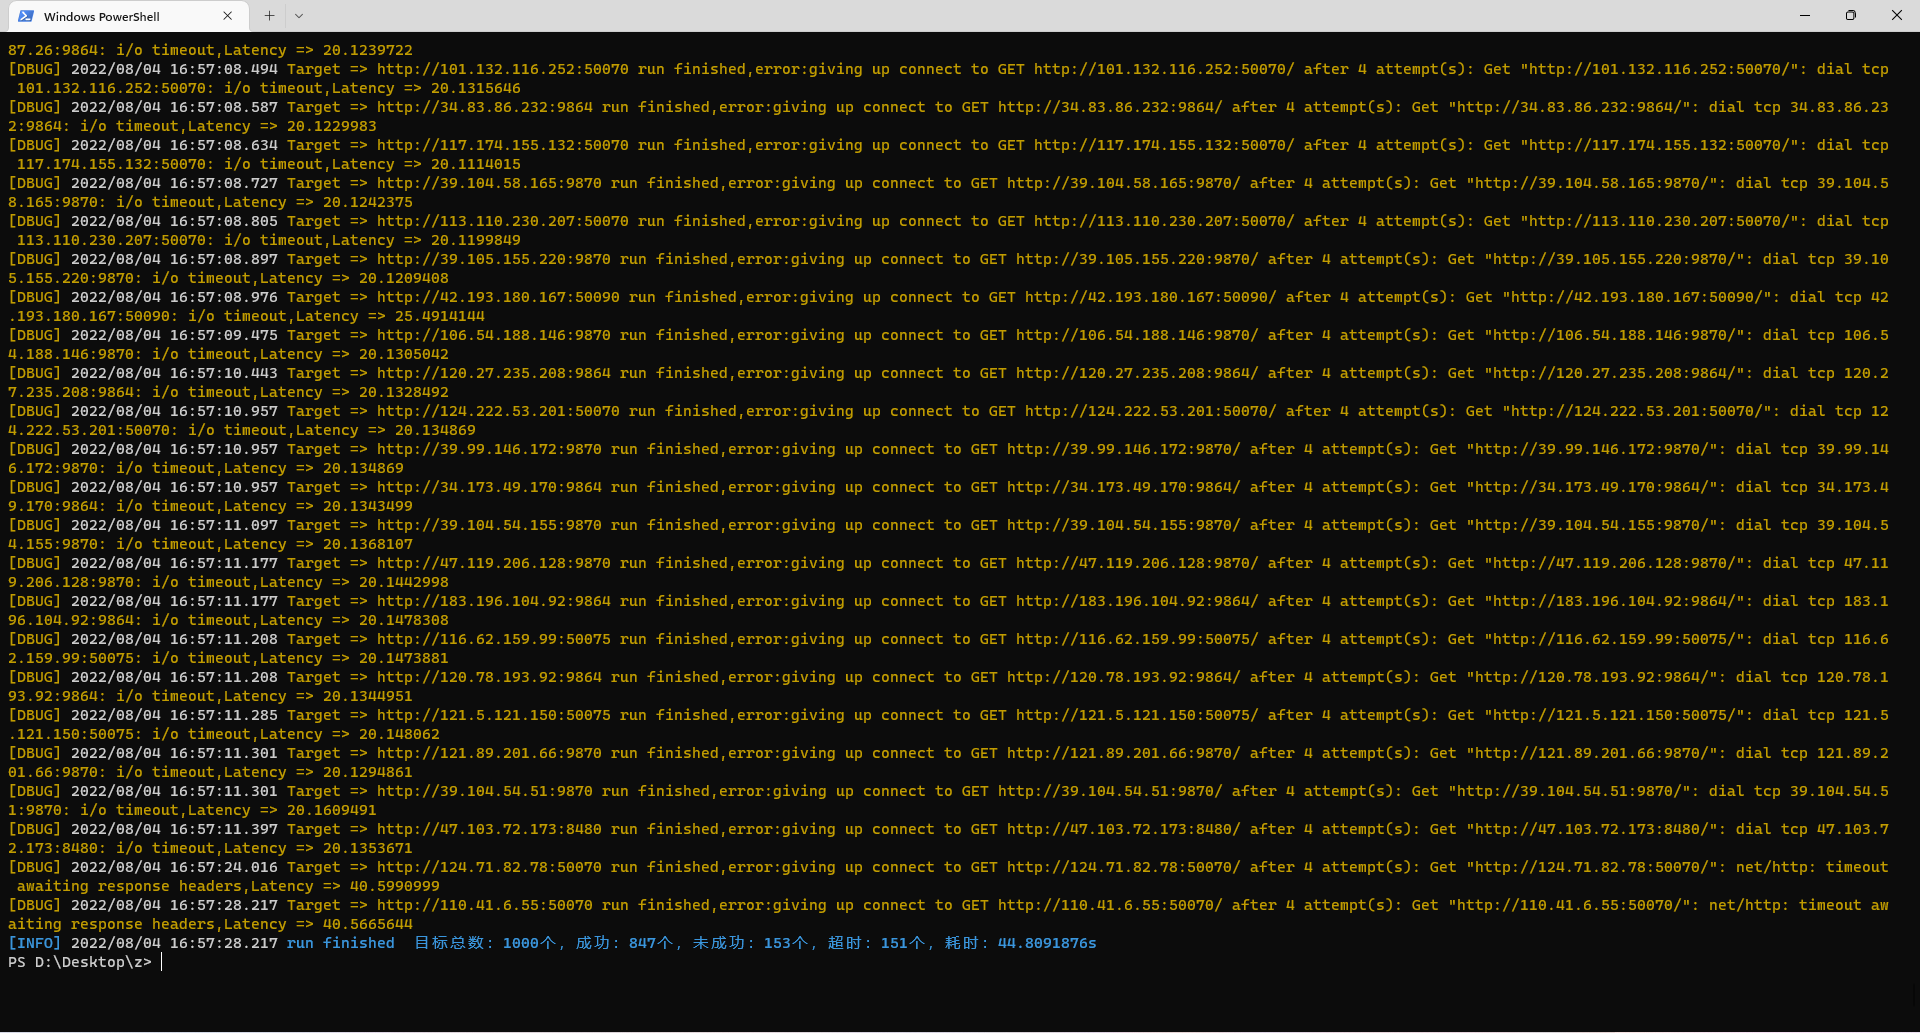 Windows PowerShell
87.26:9864: i/o timeout,Latency => 20.1239722
[DBUG] 2022/08/04 16:57:08.494 Target => http://101.132.116.252:50070 run finished,error:giving up connect to GET http://101.132.116.252:50070/ after 4 attempt(s): Get "http://101.132.116.252:50070/": dial tcp
101.132.116.252:50070: i/o timeout,Latency => 20.1315646
[DBUG] 2022/08/04 16:57:08.587 Target => http://34.83.86.232:9864 run finished,error:giving up connect to GET http://34.83.86.232:9864/ after 4 attempt(s): Get "http://34.83.86.232:9864/": dial tcp 34.83.86.23
2:9864: i/o timeout,Latency => 20.1229983
[DBUG] 2022/08/04 16:57:08.634 Target => http://117.174.155.132:50070 run finished,error:giving up connect to GET http://117.174.155.132:50070/ after 4 attempt(s): Get "http://117.174.155.132:50070/": dial tcp
117.174.155.132:50070: i/o timeout,Latency => 20.1114015
[DBUG] 2022/08/04 16:57:08.727 Target => http://39.104.58.165:9870 run finished,error:giving up connect to GET http://39.104.58.165:9870/ after 4 attempt(s): Get "http://39.104.58.165:9870/": dial tcp 39.104.5
8.165:9870: i/o timeout,Latency => 20.1242375
[DBUG] 2022/08/04 16:57:08.805 Target => http://113.110.230.207:50070 run finished,error:giving up connect to GET http://113.110.230.207:50070/ after 4 attempt(s): Get "http://113.110.230.207:50070/": dial tcp
113.110.230.207:50070: i/o timeout,Latency => 20.1199849
[DBUG] 2022/08/04 16:57:08.897 Target => http://39.105.155.220:9870 run finished,error:giving up connect to GET http://39.105.155.220:9870/ after 4 attempt(s): Get "http://39.105.155.220:9870/": dial tcp 39.10
5.155.220:9870: i/o timeout,Latency => 20.1209408
[DBUG] 2022/08/04 16:57:08.976 Target => http://42.193.180.167:50090 run finished,error:giving up connect to GET http://42.193.180.167:50090/ after 4 attempt(s): Get "http://42.193.180.167:50090/": dial tcp 42
.193.180.167:50090: i/o timeout,Latency => 25.4914144
[DBUG] 2022/08/04 16:57:09.475 Target => http://106.54.188.146:9870 run finished,error:giving up connect to GET http://106.54.188.146:9870/ after 4 attempt(s): Get "http://106.54.188.146:9870/": dial tcp 106.5
4.188.146:9870: i/o timeout,Latency => 20.1305042
[DBUG] 2022/08/04 16:57:10.443 Target => http://120.27.235.208:9864 run finished,error:giving up connect to GET http://120.27.235.208:9864/ after 4 attempt(s): Get "http://120.27.235.208:9864/": dial tcp 120.2
7.235.208:9864: i/o timeout,Latency => 20.1328492
[DBUG] 2022/08/04 16:57:10.957 Target => http://124.222.53.201:50070 run finished,error:giving up connect to GET http://124.222.53.201:50070/ after 4 attempt(s): Get "http://124.222.53.201:50070/": dial tcp 12
4.222.53.201:50070: i/o timeout,Latency => 20.134869
[DBUG] 2022/08/04 16:57:10.957 Target => http://39.99.146.172:9870 run finished,error:giving up connect to GET http://39.99.146.172:9870/ after 4 attempt(s): Get "http://39.99.146.172:9870/": dial tcp 39.99.14
6.172:9870: i/o timeout,Latency => 20.134869
[DBUG] 2022/08/04 16:57:10.957 Target => http://34.173.49.170:9864 run finished,error:giving up connect to GET http://34.173.49.170:9864/ after 4 attempt(s): Get "http://34.173.49.170:9864/": dial tcp 34.173.4
9.170:9864: i/o timeout,Latency => 20.1343499
[DBUG] 2022/08/04 16:57:11.097 Target => http://39.104.54.155:9870 run finished,error:giving up connect to GET http://39.104.54.155:9870/ after 4 attempt(s): Get "http://39.104.54.155:9870/": dial tcp 39.104.5
4.155:9870: i/o timeout,Latency => 20.1368107
[DBUG] 2022/08/04 16:57:11.177 Target => http://47.119.206.128:9870 run finished,error:giving up connect to GET http://47.119.206.128:9870/ after 4 attempt(s): Get "http://47.119.206.128:9870/": dial tcp 47.11
9.206.128:9870: i/o timeout,Latency => 20.1442998
[DBUG] 2022/08/04 16:57:11.177 Target => http://183.196.104.92:9864 run finished,error:giving up connect to GET http://183.196.104.92:9864/ after 4 attempt(s): Get "http://183.196.104.92:9864/": dial tcp 183.1
96.104.92:9864: i/o timeout,Latency => 20.1478308
[DBUG] 2022/08/04 16:57:11.208 Target => http://116.62.159.99:50075 run finished,error:giving up connect to GET http://116.62.159.99:50075/ after 4 attempt(s): Get "http://116.62.159.99:50075/": dial tcp 116.6
2.159.99:50075: i/o timeout,Latency => 20.1473881
[DBUG] 2022/08/04 16:57:11.208 Target => http://120.78.193.92:9864 run finished,error:giving up connect to GET http://120.78.193.92:9864/ after 4 attempt(s): Get "http://120.78.193.92:9864/": dial tcp 120.78.1
93.92:9864: i/o timeout,Latency => 20.1344951
[DBUG] 2022/08/04 16:57:11.285 Target => http://121.5.121.150:50075 run finished,error:giving up connect to GET http://121.5.121.150:50075/ after 4 attempt(s): Get "http://121.5.121.150:50075/": dial tcp 121.5
.121.150:50075: i/o timeout,Latency => 20.148062
[DBUG] 2022/08/04 16:57:11.301 Target => http://121.89.201.66:9870 run finished,error:giving up connect to GET http://121.89.201.66:9870/ after 4 attempt(s): Get "http://121.89.201.66:9870/": dial tcp 121.89.2
01.66:9870: i/o timeout,Latency => 20.1294861
[DBUG] 2022/08/04 16:57:11.301 Target => http://39.104.54.51:9870 run finished,error:giving up connect to GET http://39.104.54.51:9870/ after 4 attempt(s): Get "http://39.104.54.51:9870/": dial tcp 39.104.54.5
1:9870: i/o timeout,Latency => 20.1609491
[DBUG] 2022/08/04 16:57:11.397 Target => http://47.103.72.173:8480 run finished,error:giving up connect to GET http://47.103.72.173:8480/ after 4 attempt(s): Get "http://47.103.72.173:8480/": dial tcp 47.103.7
2.173:8480: i/o timeout,Latency => 20.1353671
[DBUG] 2022/08/04 16:57:24.016 Target => http://124.71.82.78:50070 run finished,error:giving up connect to GET http://124.71.82.78:50070/ after 4 attempt(s): Get "http://124.71.82.78:50070/": net/http: timeout
awaiting response headers,Latency => 40.5990999
[DBUG] 2022/08/04 16:57:28.217 Target => http://110.41.6.55:50070 run finished,error:giving up connect to GET http://110.41.6.55:50070/ after 4 attempt(s): Get "http://110.41.6.55:50070/": net/http: timeout aw
aiting response headers,Latency => 40.5665644
[INFO] 2022/08/04 16:57:28.217 run finished  目标总数: 1000个, 成功: 847个, 未成功: 153个, 超时: 151个, 耗时: 44.8091876s
PS D:\Desktop\z>